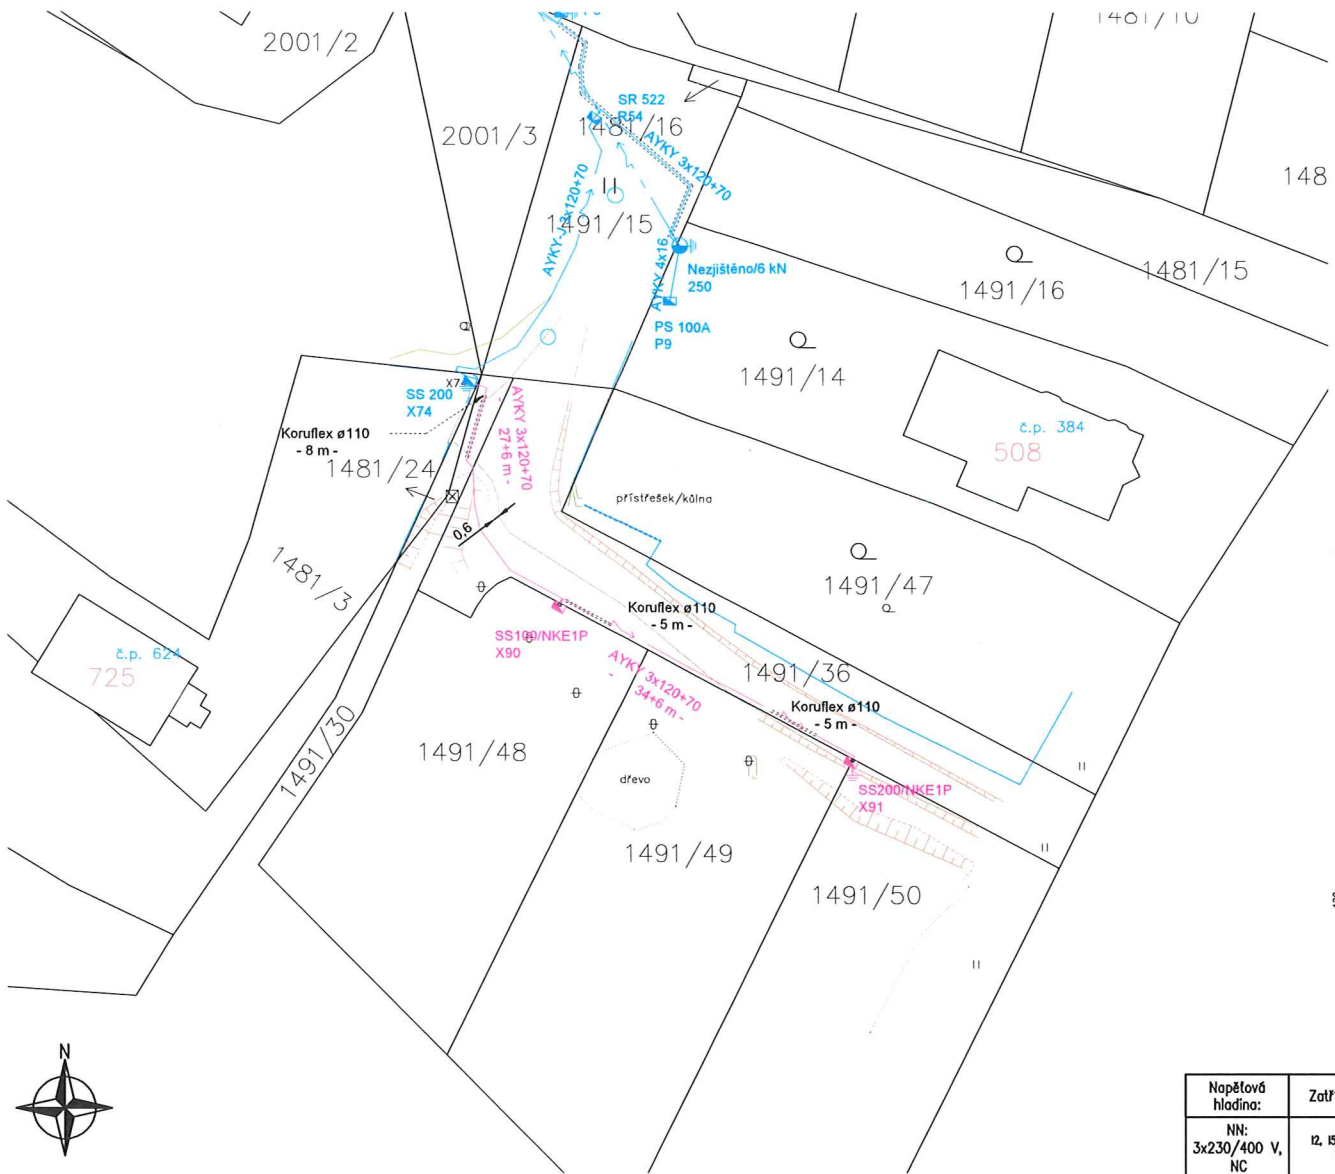 2001/2
1481/10
SR 522
R54
1481/16
2001/3
AYKY 3x120+70
148
AYKY-J 3x120+70
1491/15
AYKY 4x16
Nezjištěno/6 kN
250
1481/15
1491/16
PS 100A
P9
1491/14
SS 200
X74
AYKY 3x120+70
- 27+6 m -
č.p. 384
508
Koruflex ø110
- 8 m -
1481/24
přístřešek/kůlna
0,6
1481/3
1491/47
Koruflex ø110
- 5 m -
SS100/NKE1P
X90
č.p. 624
725
AYKY 3x120+70
- 34+6 m -
1491/36
Koruflex ø110
- 5 m -
1491/30
1491/48
dřevo
SS200/NKE1P
X91
1491/49
1491/50
N
Napěťová
hladina:
NN:
3x230/400 V,
NC